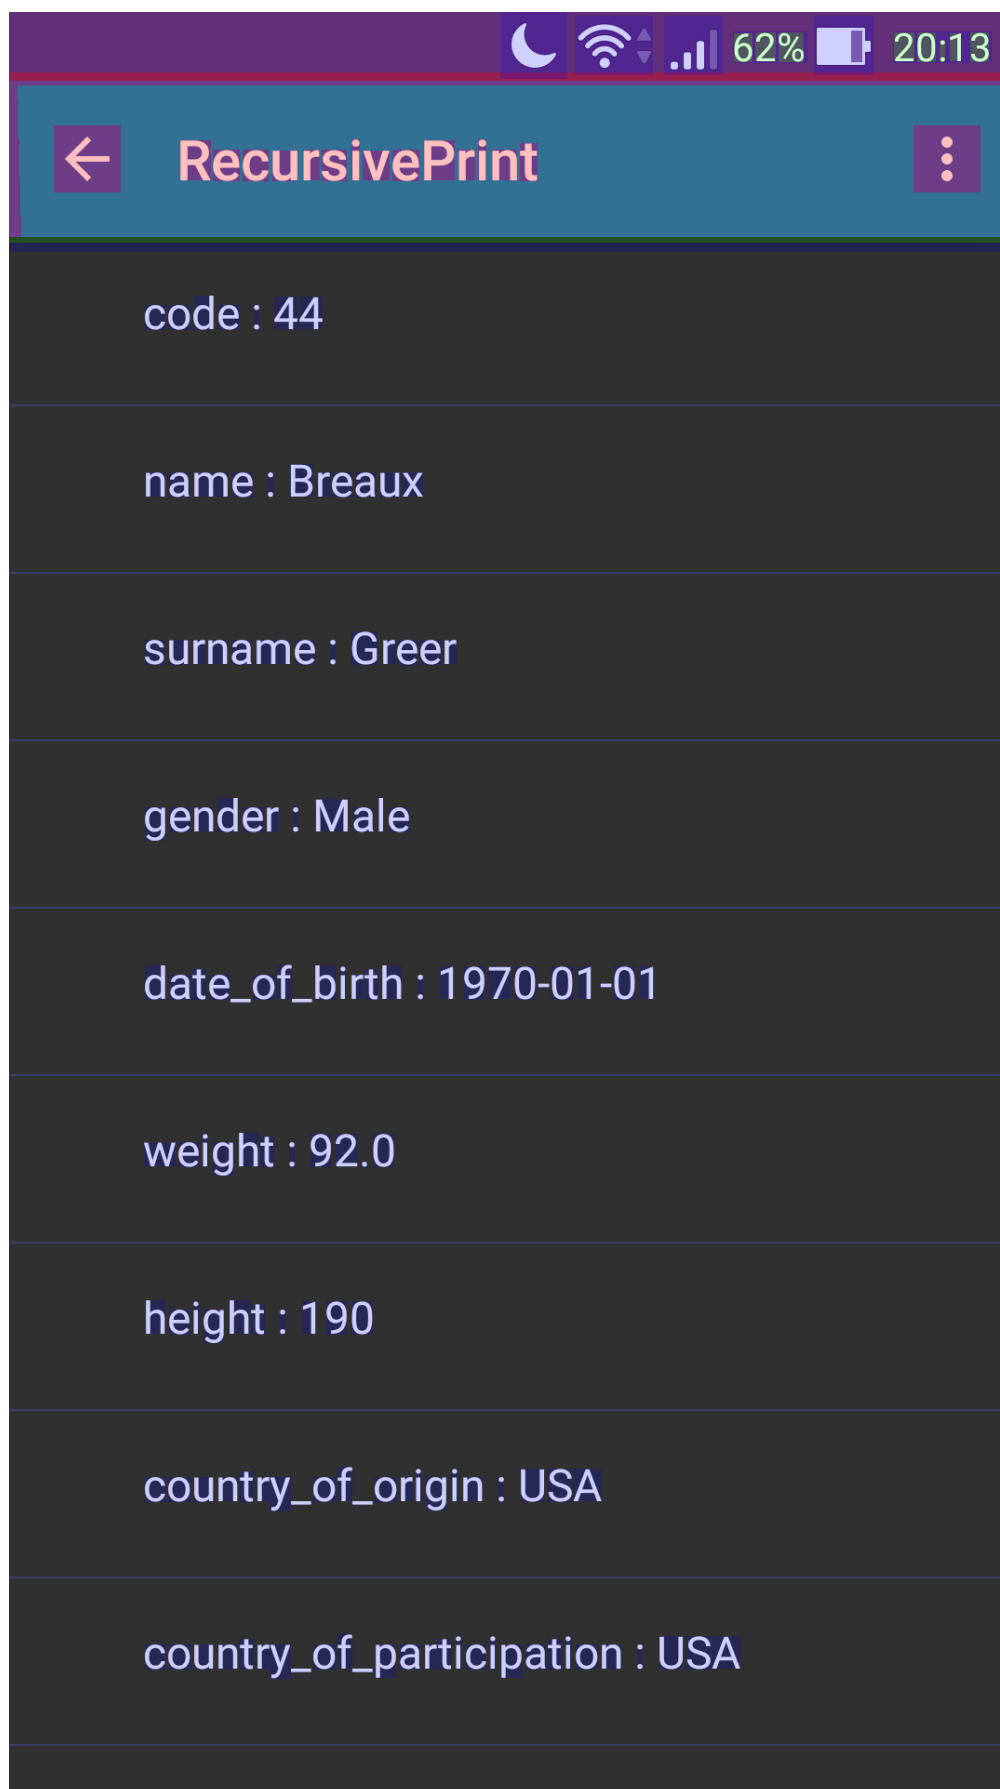 62% 20:13
RecursivePrint
code : 44
name : Breaux
surname : Greer
gender : Male
date_of_birth : 1970-01-01
weight : 92.0
height : 190
country_of_origin : USA
country_of_participation : USA